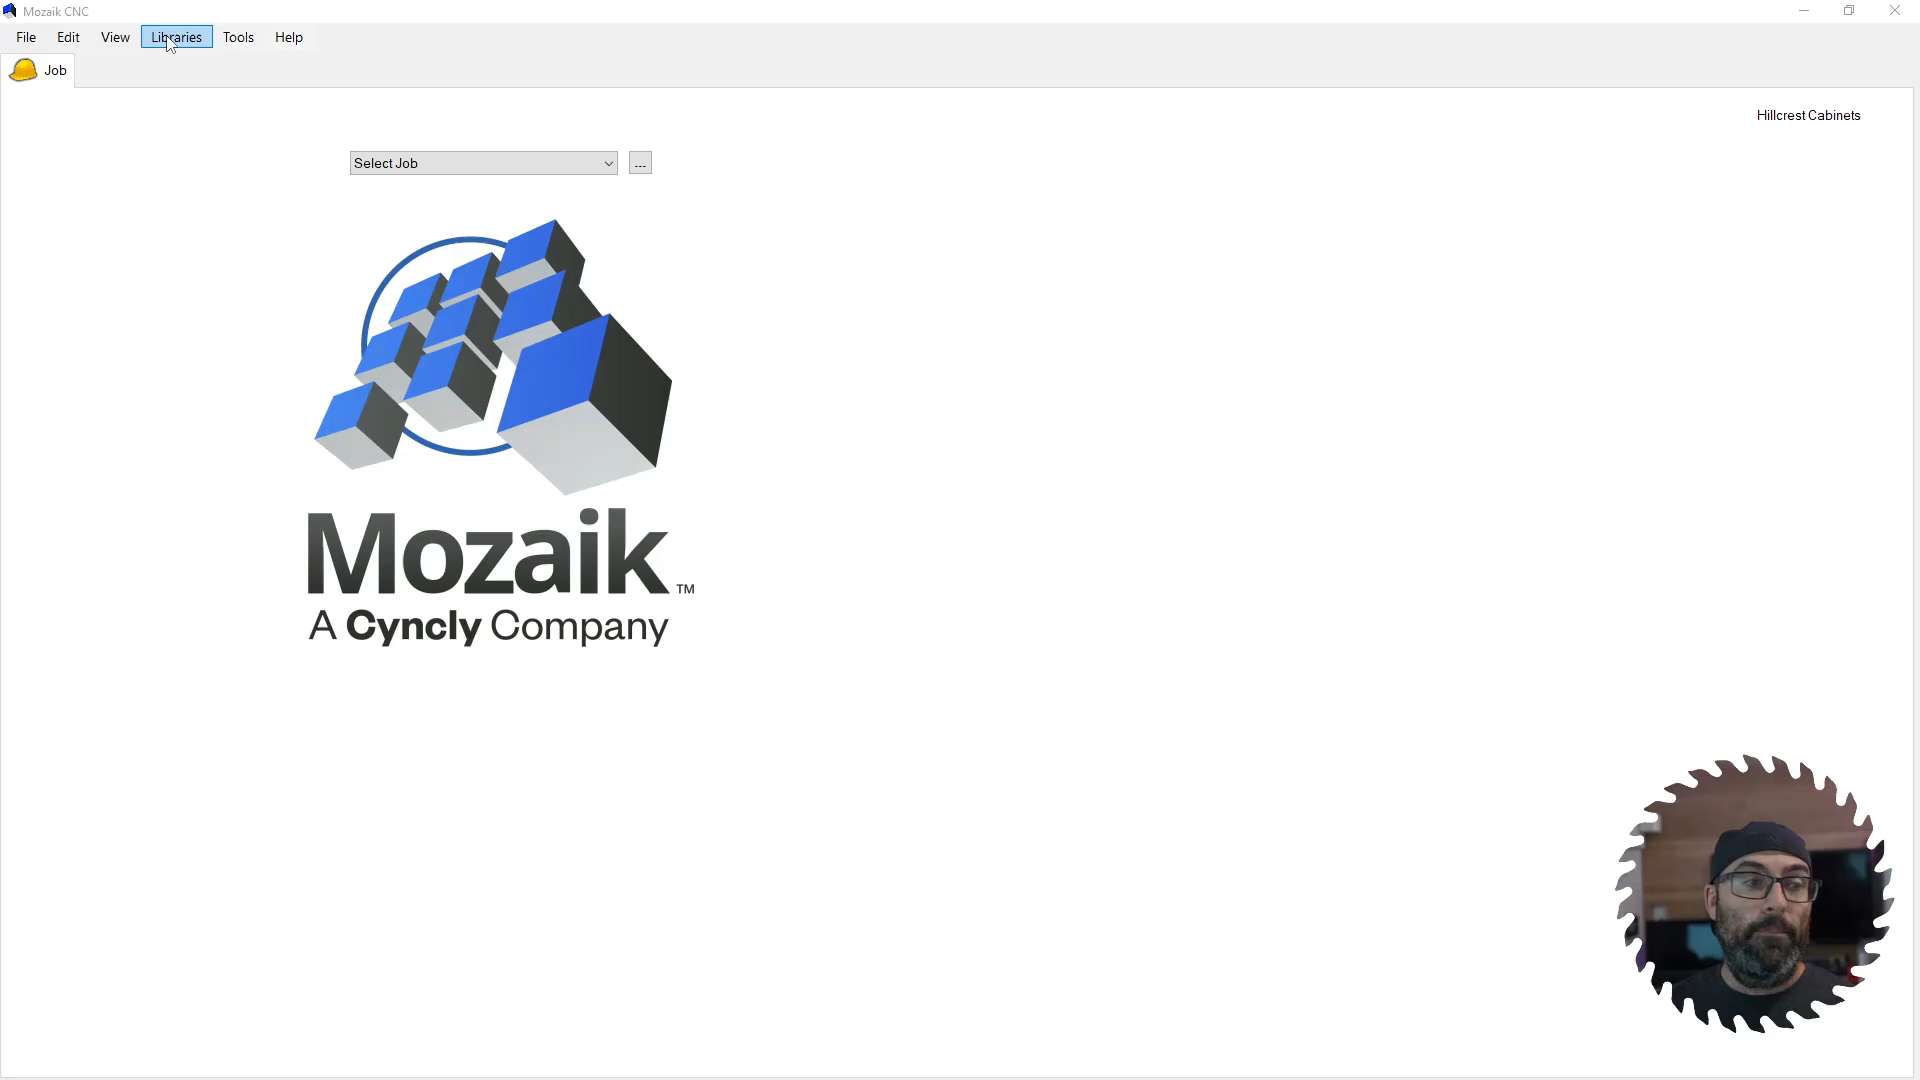 Mozaik CNC
File Edit View Libraries Tools Help
Job
Hillcrest Cabinets
Select Job
...
Mozaik TM
A Cyncly Company